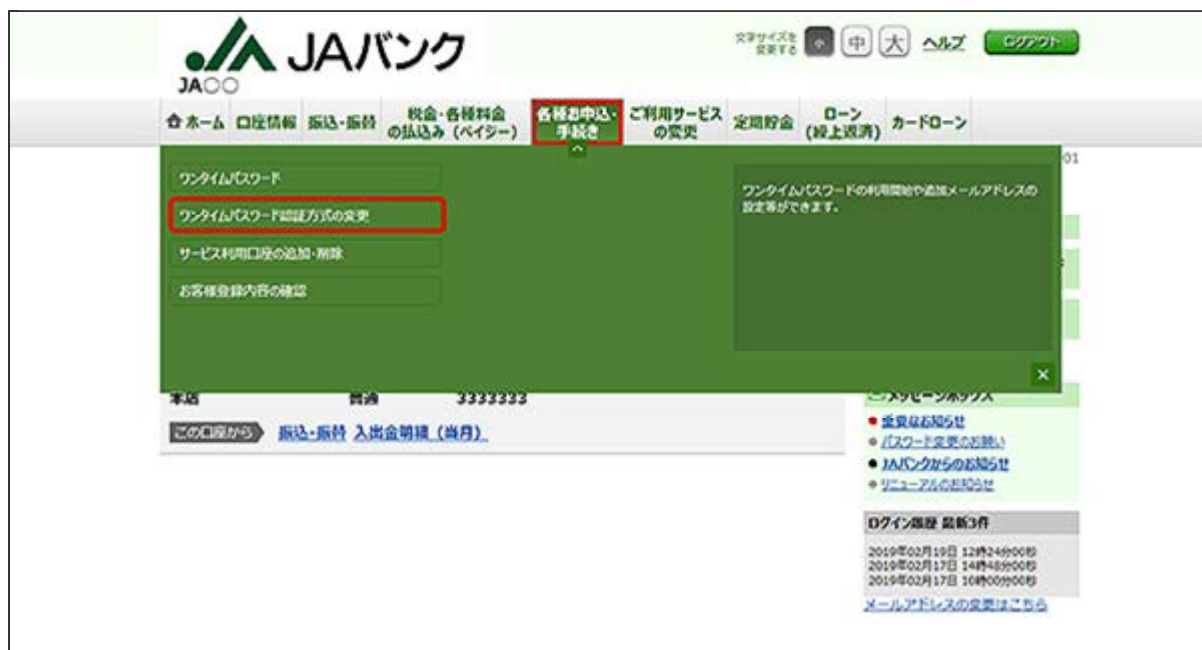 JAバンク
JA〇〇
文字サイズを
変更する
小 中 大 ヘルプ ログアウト
ホーム 口座情報 振込・振替 税金・各種料金
の払込み (ペイジー) 各種お申込・
手続き ご利用サービス
の変更 定期貯金 ローン
(繰上返済) カードローン
01
ワンタイムパスワード
ワンタイムパスワード認証方式の変更
サービス利用口座の追加・削除
お客様登録内容の確認
ワンタイムパスワードの利用開始や追加メールアドレスの
設定等ができます。
×
本店 普通 3333333
この口座から 振込・振替 入出金明細 (当月)
メッセージボックス
重要なお知らせ
パスワード変更のお願い
JAバンクからのお知らせ
リニューアルのお知らせ
ログイン履歴 最新3件
2019年02月19日 12時24分00秒
2019年02月17日 14時48分00秒
2019年02月17日 10時00分00秒
メールアドレスの変更はこちら